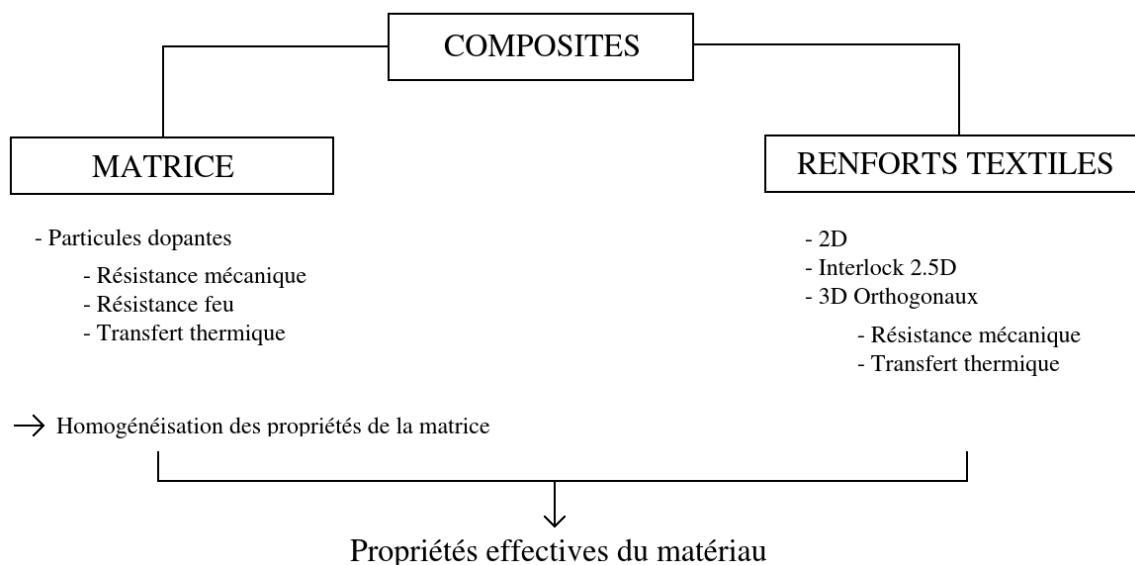 COMPOSITES
MATRICE
- Particules dopantes
- Résistance mécanique
- Résistance feu
- Transfert thermique
→ Homogénéisation des propriétés de la matrice
RENFORTS TEXTILES
- 2D
- Interlock 2.5D
- 3D Orthogonaux
- Résistance mécanique
- Transfert thermique
Propriétés effectives du matériau